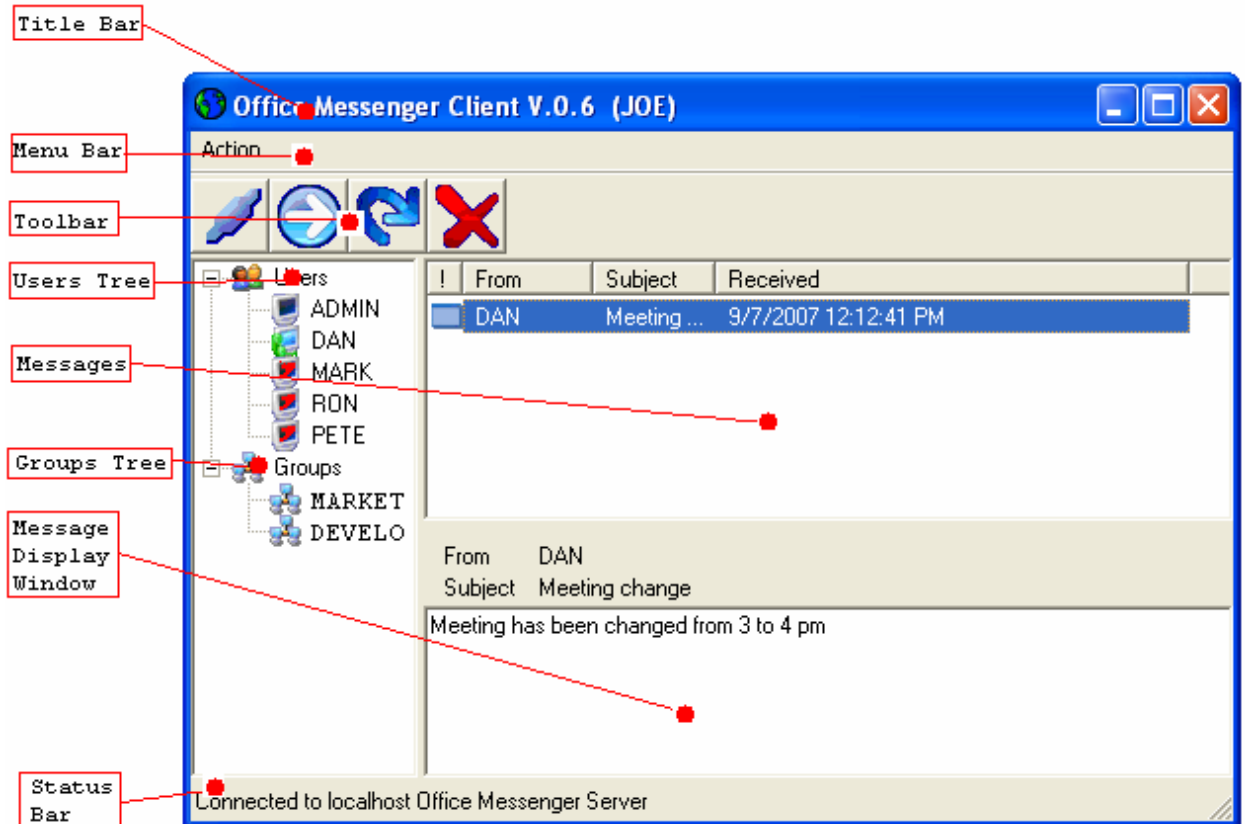 Title Bar
Office Messenger Client V.0.6 (JOE)
Menu Bar
Action
Toolbar
Users Tree
Users
! From Subject Received
ADMIN
DAN Meeting ... 9/7/2007 12:12:41 PM
DAN
Messages
MARK
RON
PETE
Groups Tree
Groups
MARKET
DEVELO
Message
Display
Window
From DAN
Subject Meeting change
Meeting has been changed from 3 to 4 pm
Status
Bar
Connected to localhost Office Messenger Server